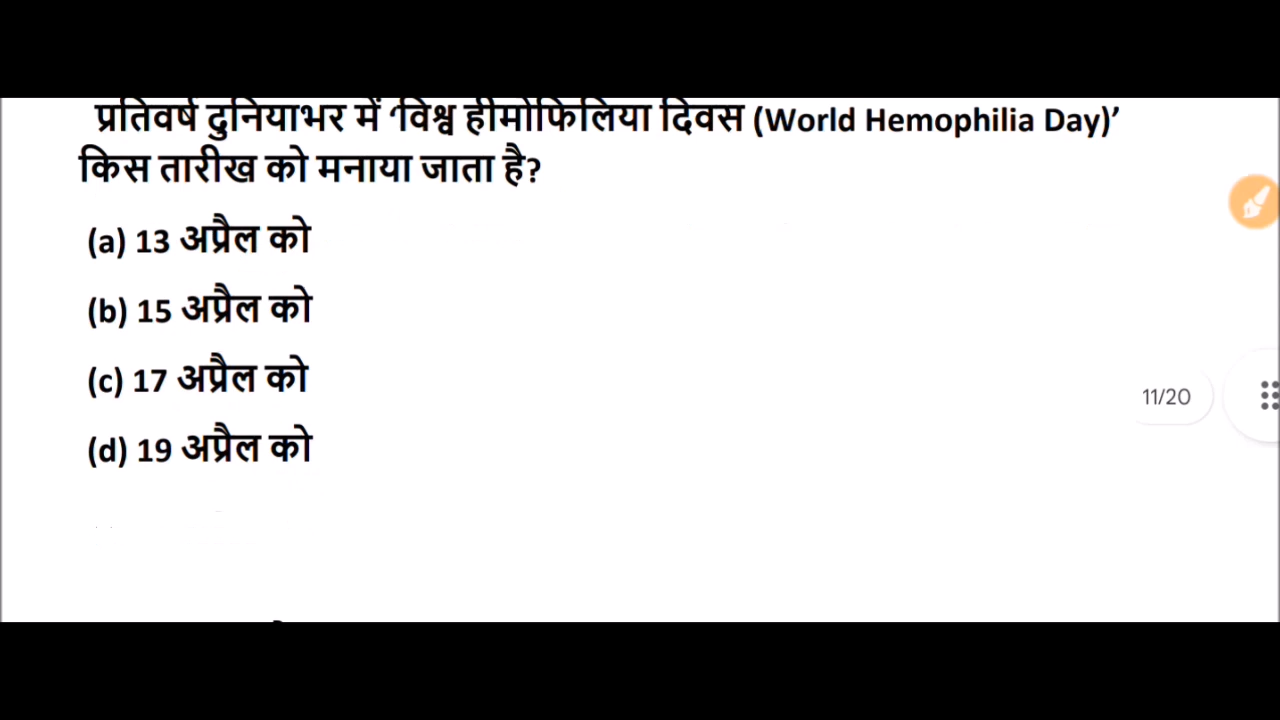 प्रतिवर्ष दुनियाभर में ‘विश्व हीमोफिलिया दिवस (World Hemophilia Day)’
किस तारीख को मनाया जाता है?
(a) 13 अप्रैल को
(b) 15 अप्रैल को
(c) 17 अप्रैल को
11/20
(d) 19 अप्रैल को